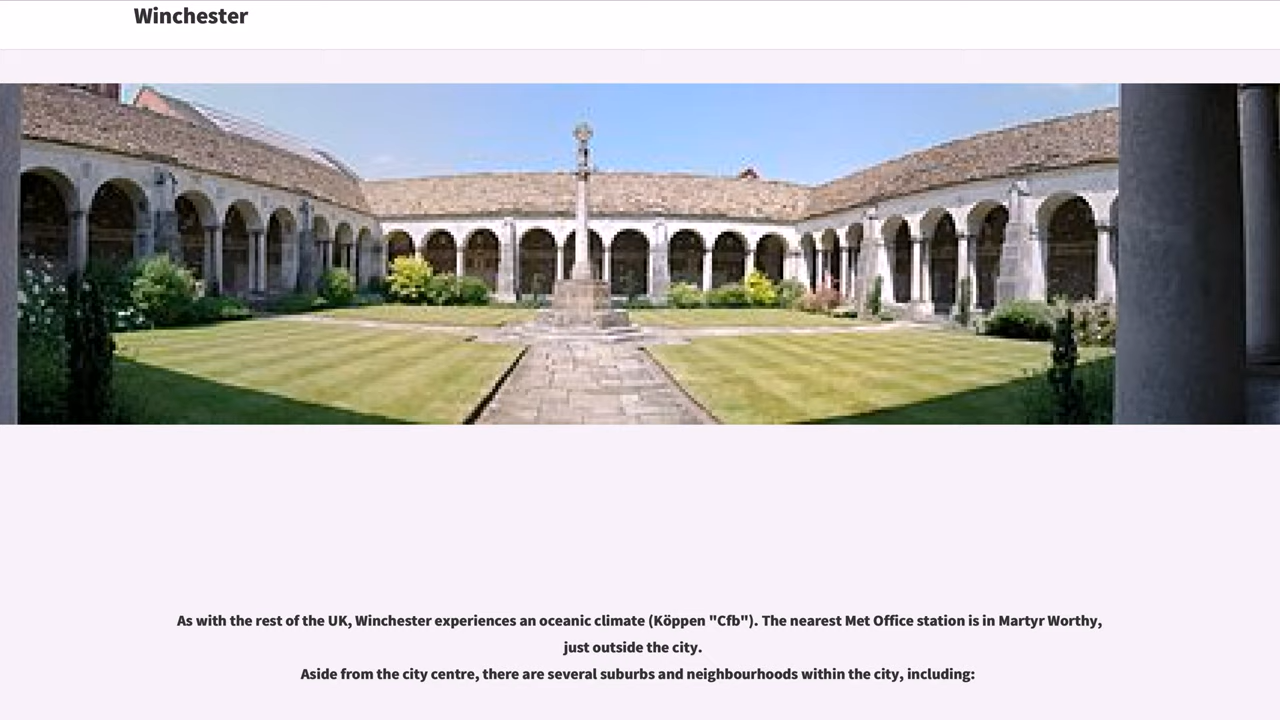 Winchester
As with the rest of the UK, Winchester experiences an oceanic climate (Köppen "Cfb"). The nearest Met Office station is in Martyr Worthy,
just outside the city.
Aside from the city centre, there are several suburbs and neighbourhoods within the city, including: